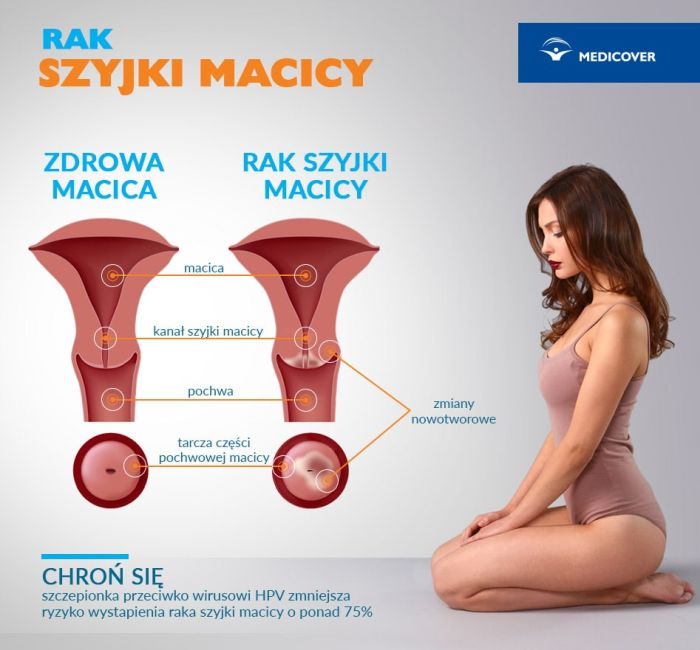 RAK
SZYJKI MACICY
MEDICOVER
ZDROWA
MACICA
RAK SZYJKI
MACICY
macica
kanał szyjki macicy
pochwa
zmiany
nowotworowe
tarcza części
pochwowej macicy
CHROŃ SIĘ
szczepionka przeciwko wirusowi HPV zmniejsza
ryzyko wystapienia raka szyjki macicy o ponad 75%